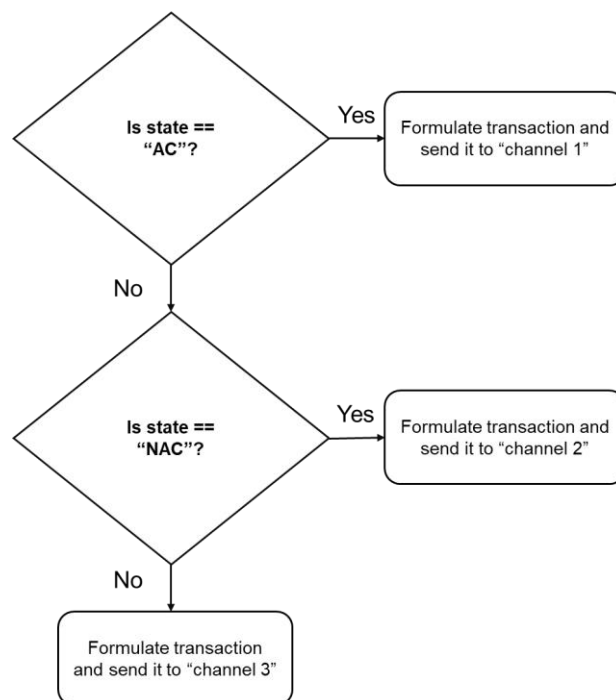 Is state ==
“AC”?
Yes
Formulate transaction and
send it to “channel 1”
No
Is state ==
“NAC”?
Yes
Formulate transaction and
send it to “channel 2”
No
Formulate transaction
and send it to “channel 3”